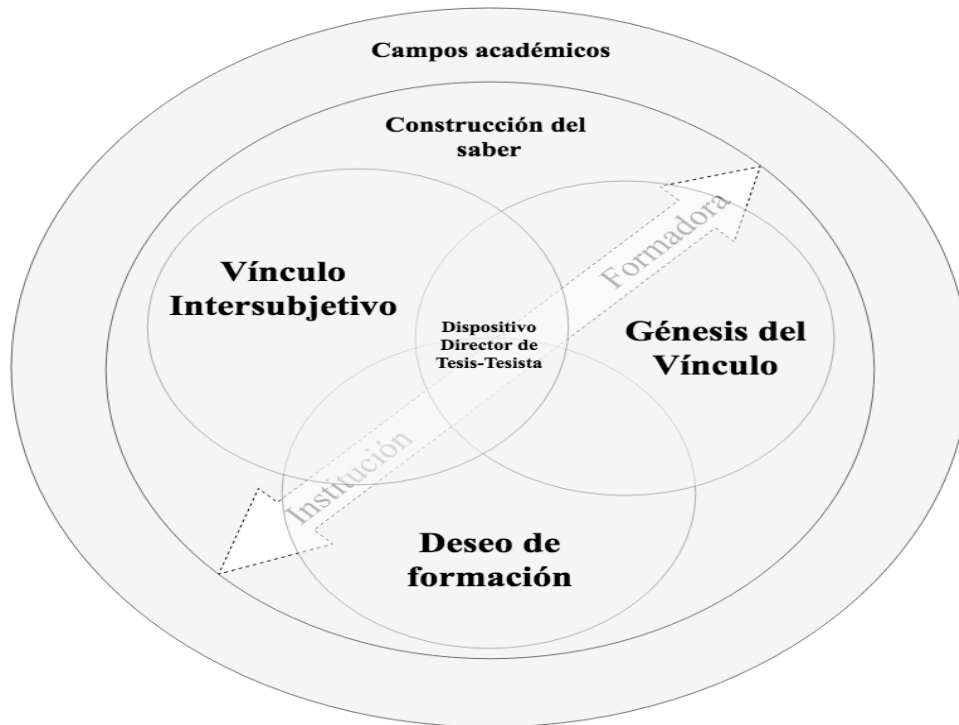 Campos académicos
Construcción del
saber
Vínculo
Intersubjetivo
Dispositivo
Director de
Tesis-Tesista
Génesis del
Vínculo
Institución
Formadora
Deseo de
formación